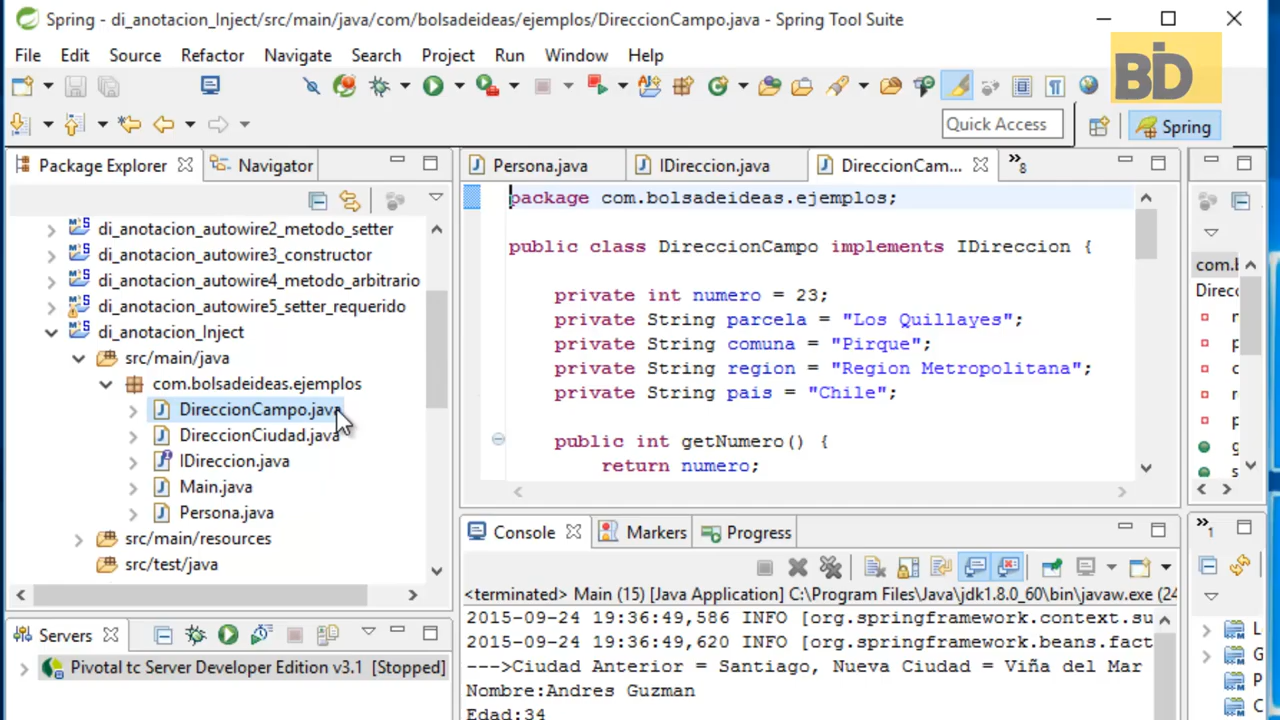 Spring - di_anotacion_Inject/src/main/java/com/bolsadeideas/ejemplos/DireccionCampo.java - Spring Tool Suite
File Edit Source Refactor Navigate Search Project Run Window Help
BID
Quick Access
Spring
Package Explorer
Navigator
di_anotacion_autowire2_metodo_setter
di_anotacion_autowire3_constructor
di_anotacion_autowire4_metodo_arbitrario
di_anotacion_autowire5_setter_requerido
di_anotacion_Inject
src/main/java
com.bolsadeideas.ejemplos
DireccionCampo.java
DireccionCiudad.java
IDireccion.java
Main.java
Persona.java
src/main/resources
src/test/java
Persona.java
IDireccion.java
DireccionCam...
8
package com.bolsadeideas.ejemplos;
public class DireccionCampo implements IDireccion {
private int numero = 23;
private String parcela = "Los Quillayes";
private String comuna = "Pirque";
private String region = "Region Metropolitana";
private String pais = "Chile";
public int getNumero() {
return numero;
com.b
Direcc
Servers
Pivotal tc Server Developer Edition v3.1 [Stopped]
Console
Markers
Progress
<terminated> Main (15) [Java Application] C:\Program Files\Java\jdk1.8.0_60\bin\javaw.exe (24
2015-09-24 19:36:49,586 INFO [org.springframework.context.su
2015-09-24 19:36:49,620 INFO [org.springframework.beans.fact
--->Ciudad Anterior = Santiago, Nueva Ciudad = Viña del Mar
Nombre:Andres Guzman
Edad:34
1